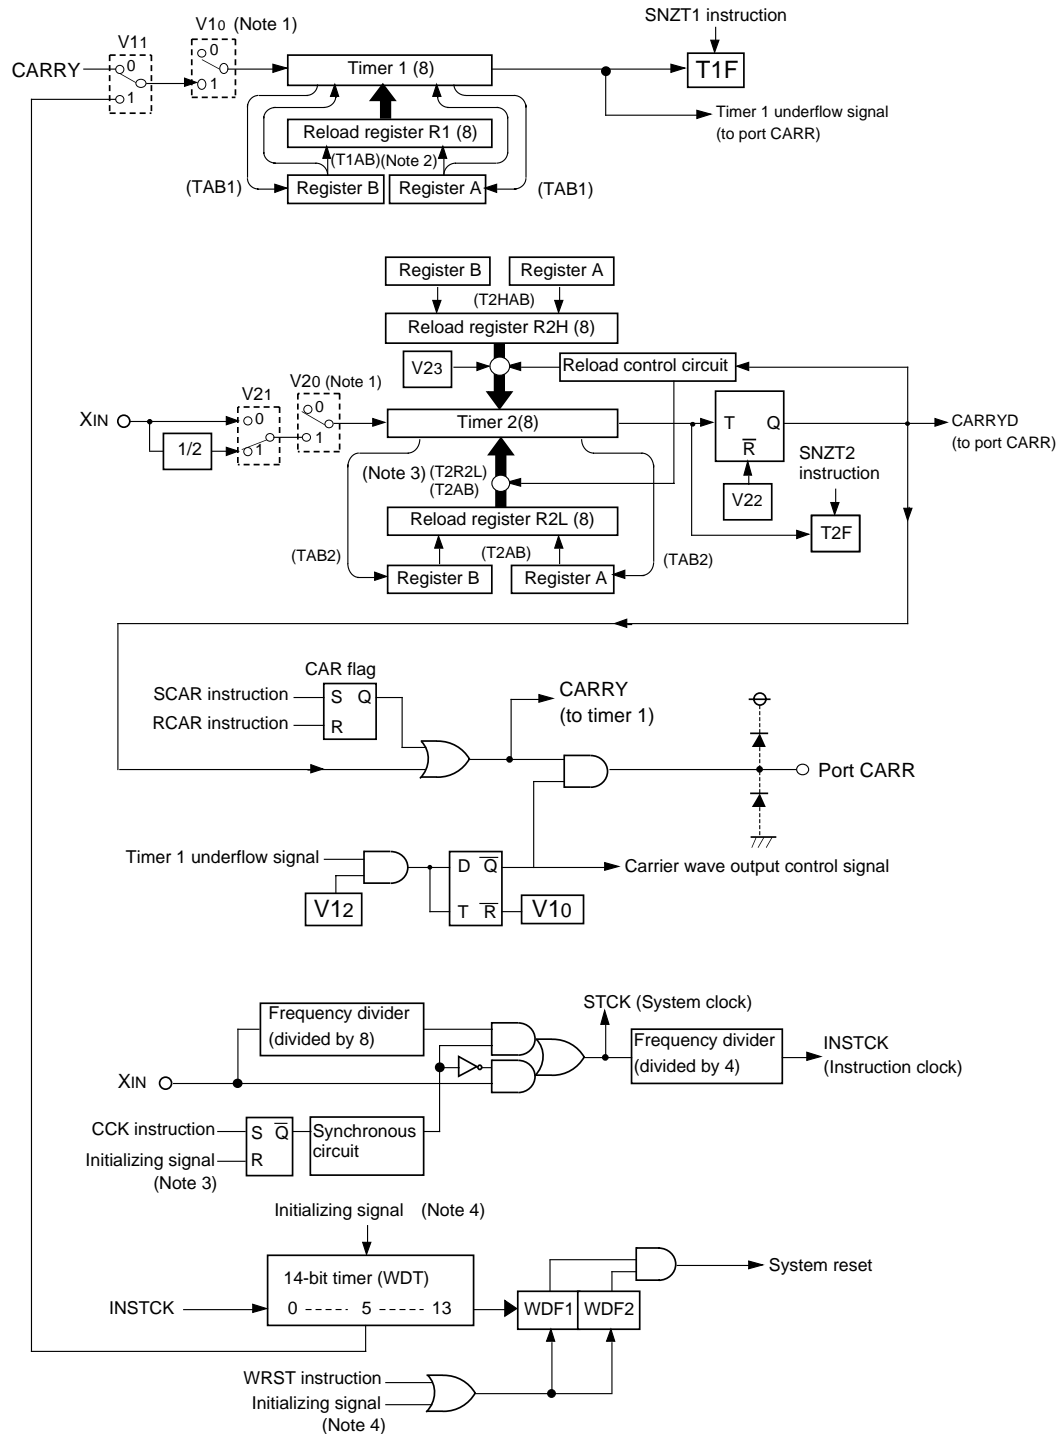 SNZT1 instruction
V10 (Note 1)
V11
0
CARRY
0
1
1
Timer 1 (8)
T1F
Timer 1 underflow signal
(to port CARR)
Reload register R1 (8)
(T1AB)(Note 2)
(TAB1)
Register B
Register A
(TAB1)
Register B
Register A
(T2HAB)
Reload register R2H (8)
V23
Reload control circuit
V20 (Note 1)
V21
XIN
0
0
1
1
1/2
Timer 2(8)
T Q
R
CARRYD
(to port CARR)
SNZT2
instruction
V22
T2F
(Note 3) (T2R2L)
(T2AB)
Reload register R2L (8)
(TAB2)
(T2AB)
(TAB2)
Register B
Register A
CAR flag
SCAR instruction
S Q
RCAR instruction
R
CARRY
(to timer 1)
Port CARR
Timer 1 underflow signal
D Q
Carrier wave output control signal
V12
T R
V10
STCK (System clock)
Frequency divider
(divided by 8)
Frequency divider
(divided by 4)
INSTCK
(Instruction clock)
XIN
CCK instruction
S Q
Synchronous
circuit
Initializing signal
R
(Note 3)
Initializing signal (Note 4)
14-bit timer (WDT)
System reset
INSTCK
0 ----- 5 ----- 13
WDF1
WDF2
WRST instruction
Initializing signal
(Note 4)